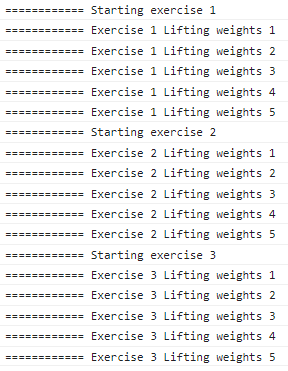 ============ Starting exercise 1
============ Exercise 1 Lifting weights 1
============ Exercise 1 Lifting weights 2
============ Exercise 1 Lifting weights 3
============ Exercise 1 Lifting weights 4
============ Exercise 1 Lifting weights 5
============ Starting exercise 2
============ Exercise 2 Lifting weights 1
============ Exercise 2 Lifting weights 2
============ Exercise 2 Lifting weights 3
============ Exercise 2 Lifting weights 4
============ Exercise 2 Lifting weights 5
============ Starting exercise 3
============ Exercise 3 Lifting weights 1
============ Exercise 3 Lifting weights 2
============ Exercise 3 Lifting weights 3
============ Exercise 3 Lifting weights 4
============ Exercise 3 Lifting weights 5